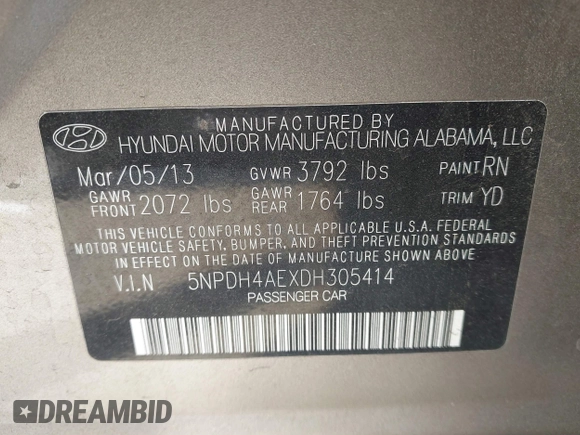 MANUFACTURED BY
HYUNDAI MOTOR MANUFACTURING ALABAMA, LLC
Mar/05/13 GVWR 3792 lbs PAINT RN
GAWR FRONT 2072 lbs GAWR REAR 1764 lbs TRIM YD
THIS VEHICLE CONFORMS TO ALL APPLICABLE U.S.A. FEDERAL
MOTOR VEHICLE SAFETY, BUMPER, AND THEFT PREVENTION STANDARDS
IN EFFECT ON THE DATE OF MANUFACTURE SHOWN ABOVE.
V.I.N 5NPDH4AEXDH305414
PASSENGER CAR
DREAMBID